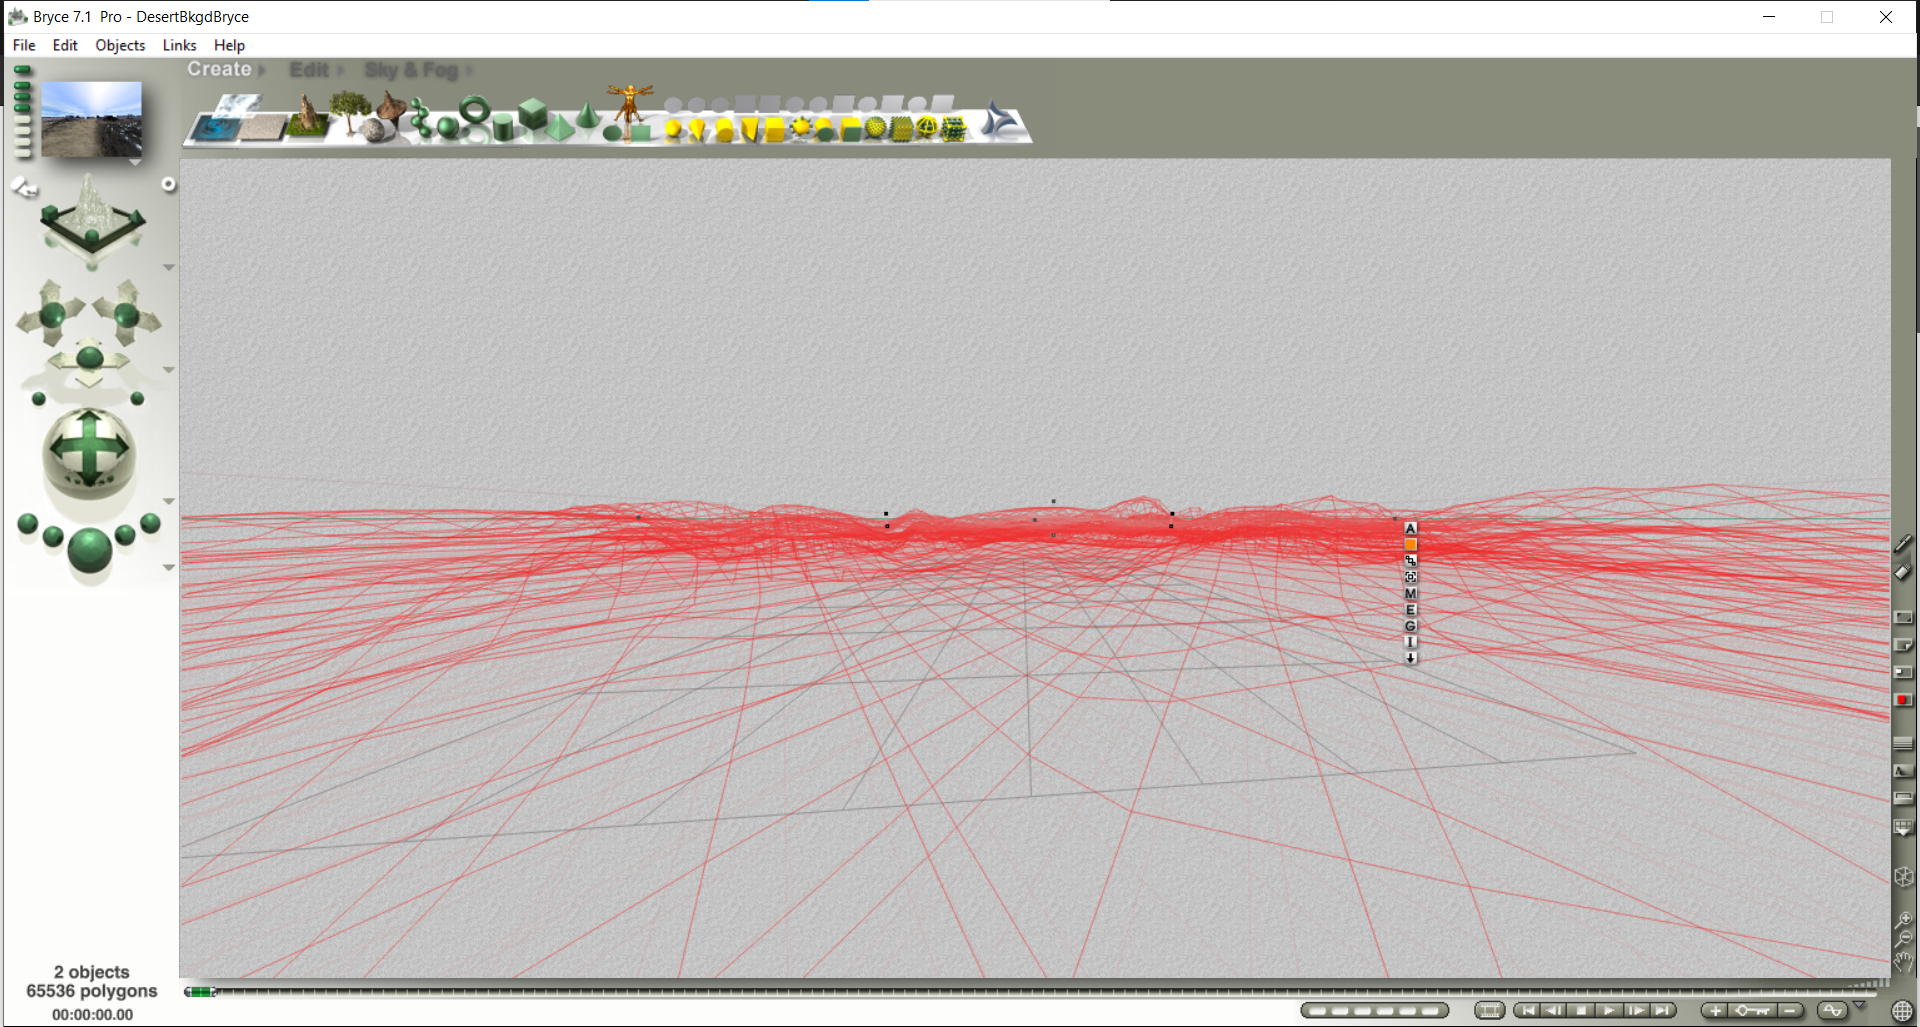 Bryce 7.1 Pro - DesertBkgdBryce
File Edit Objects Links Help
Create Edit Sky & Fog
A
M
E
G
I
2 objects
65536 polygons
00:00:00.00